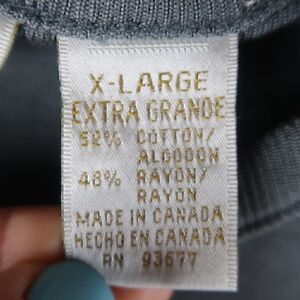 X-LARGE
EXTRA GRANDE
52% COTTON/
ALGODON
48% RAYON/
RAYON
MADE IN CANADA
HECHO EN CANADA
RN 93677